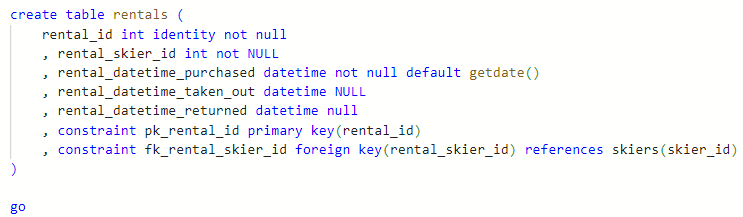 create table rentals (
    rental_id int identity not null
    , rental_skier_id int not NULL
    , rental_datetime_purchased datetime not null default getdate()
    , rental_datetime_taken_out datetime NULL
    , rental_datetime_returned datetime null
    , constraint pk_rental_id primary key(rental_id)
    , constraint fk_rental_skier_id foreign key(rental_skier_id) references skiers(skier_id)
)
go